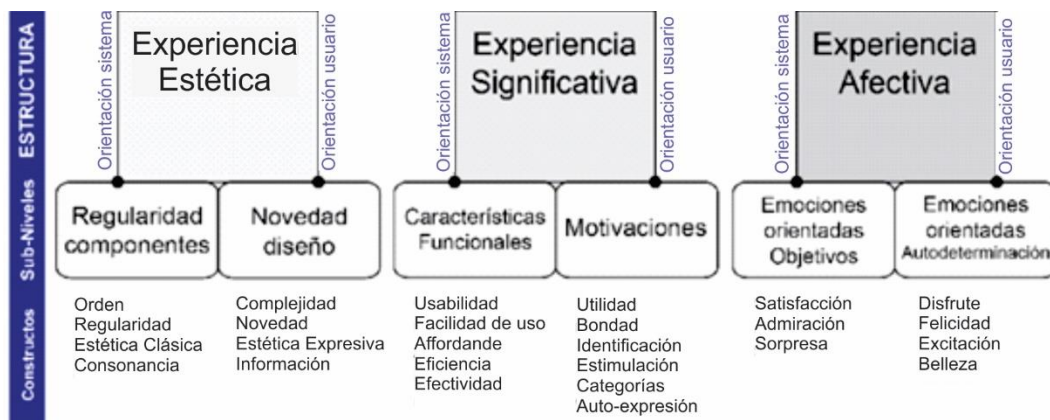 ESTRUCTURA
Orientación sistema
Experiencia
Estética
Orientación usuario
Orientación sistema
Experiencia
Significativa
Orientación usuario
Orientación sistema
Experiencia
Afectiva
Orientación usuario
Sub-Niveles
Regularidad
componentes
Novedad
diseño
Características
Funcionales
Motivaciones
Emociones
orientadas
Objetivos
Emociones
orientadas
Autodeterminación
Constructos
Orden
Regularidad
Estética Clásica
Consonancia
Complejidad
Novedad
Estética Expresiva
Información
Usabilidad
Facilidad de uso
Affordande
Eficiencia
Efectividad
Utilidad
Bondad
Identificación
Estimulación
Categorías
Auto-expresión
Satisfacción
Admiración
Sorpresa
Disfrute
Felicidad
Excitación
Belleza